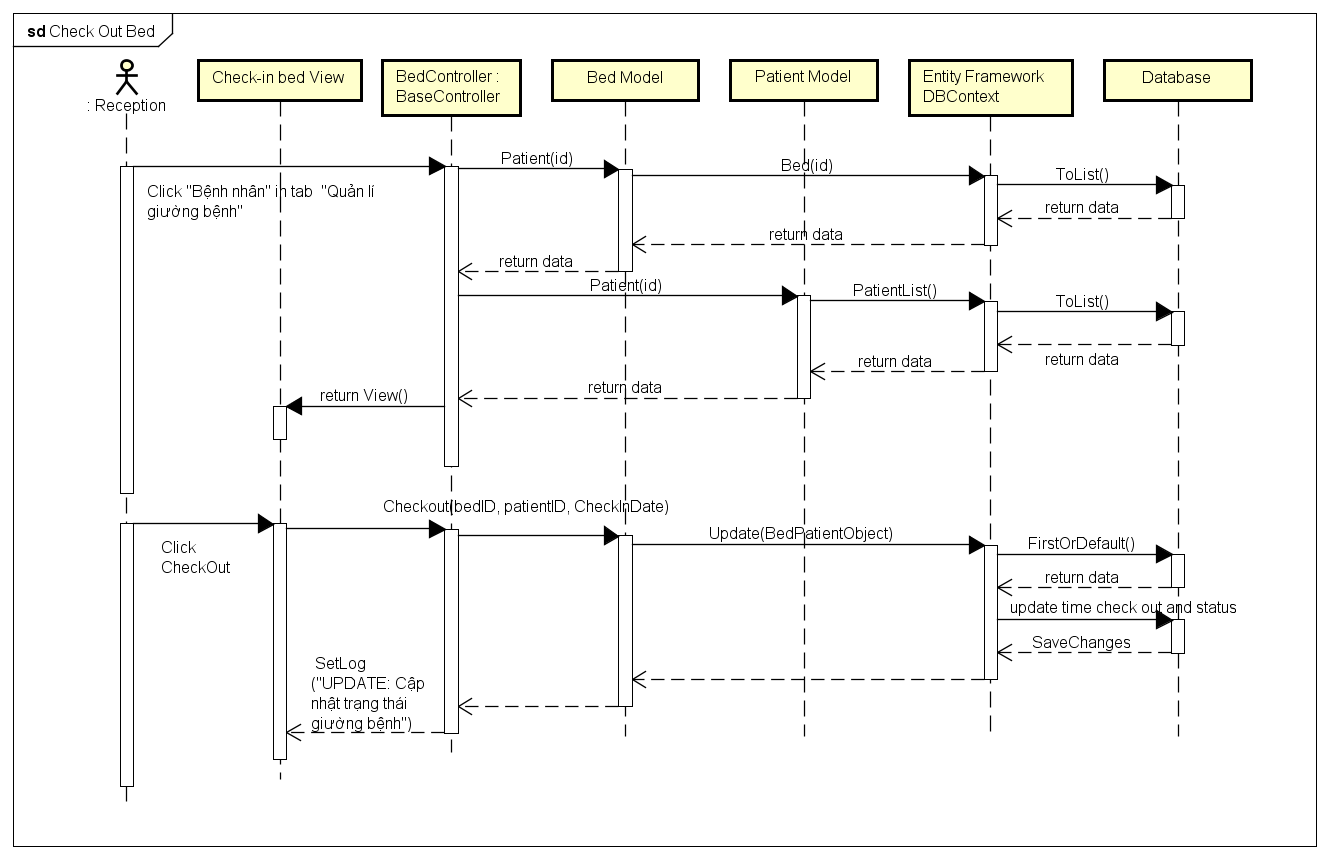 sd Check Out Bed
: Reception
Check-in bed View
BedController :
BaseController
Bed Model
Patient Model
Entity Framework
DBContext
Database
Patient(id)
Bed(id)
ToList()
Click "Bệnh nhân" in tab "Quản lí
giường bệnh"
return data
return data
return data
Patient(id)
PatientList()
ToList()
return data
return data
return data
return View()
Checkout(bedID, patientID, CheckInDate)
Update(BedPatientObject)
FirstOrDefault()
Click
CheckOut
return data
update time check out and status
SaveChanges
SetLog
("UPDATE: Cập
nhật trạng thái
giường bệnh")